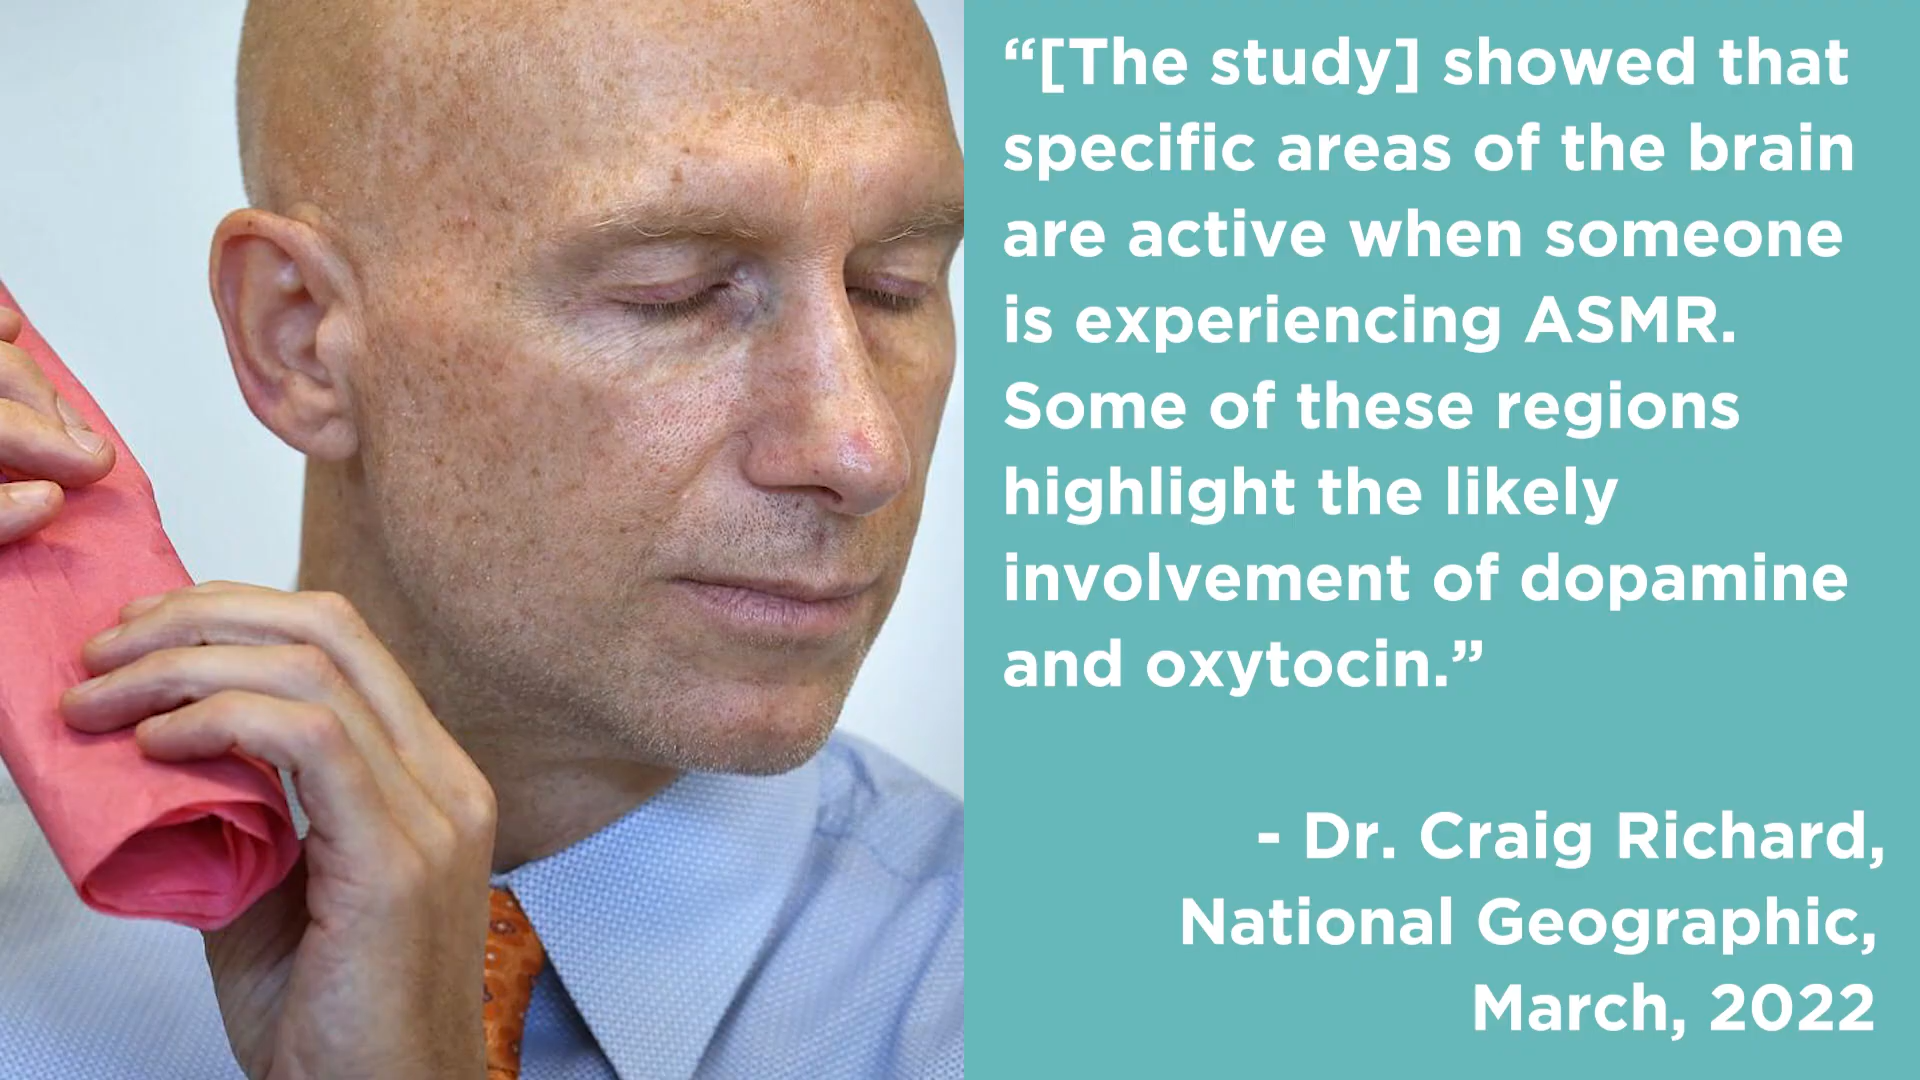 “[The study] showed that
specific areas of the brain
are active when someone
is experiencing ASMR.
Some of these regions
highlight the likely
involvement of dopamine
and oxytocin.”
- Dr. Craig Richard,
National Geographic,
March, 2022